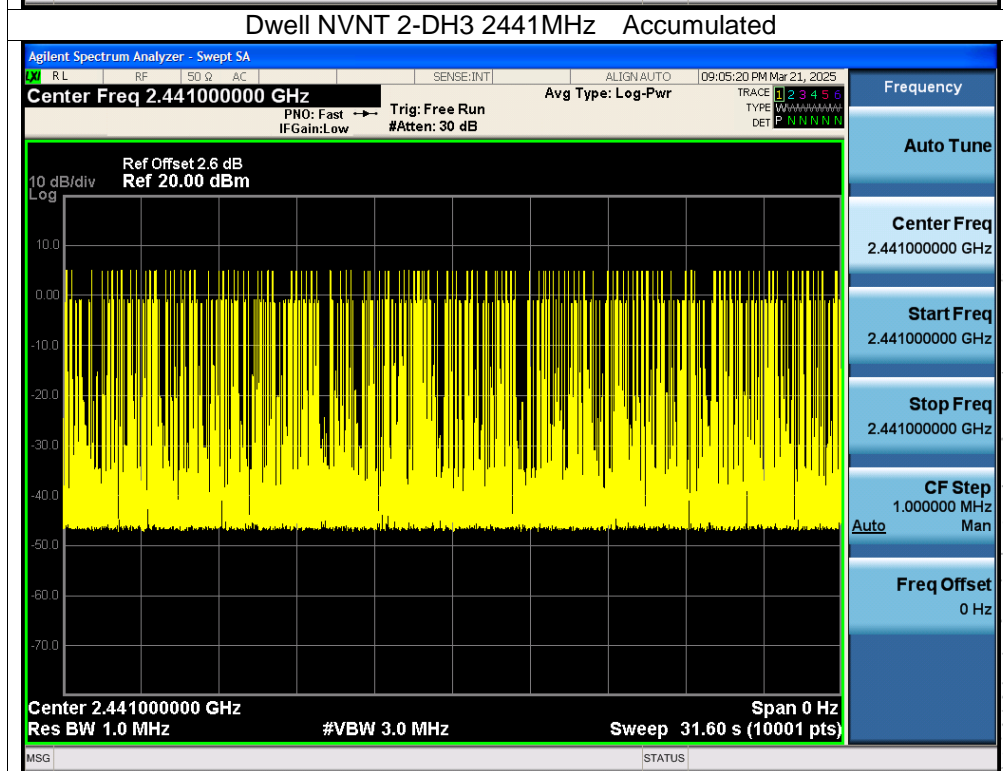 Dwell NVNT 2-DH3 2441MHz    Accumulated
Agilent Spectrum Analyzer - Swept SA
LXI RL RF 50 Ω AC SENSE:INT ALIGN AUTO 09:05:20 PM Mar 21, 2025
Center Freq 2.441000000 GHz
PNO: Fast
IFGain:Low
Trig: Free Run
#Atten: 30 dB
Avg Type: Log-Pwr
TRACE 1 2 3 4 5 6
TYPE WWWWWW
DET P N N N N N
Frequency
Auto Tune
Center Freq
2.441000000 GHz
Start Freq
2.441000000 GHz
Stop Freq
2.441000000 GHz
CF Step
1.000000 MHz
Auto Man
Freq Offset
0 Hz
Ref Offset 2.6 dB
10 dB/div Ref 20.00 dBm
Log
10.0
0.00
-10.0
-20.0
-30.0
-40.0
-50.0
-60.0
-70.0
Center 2.441000000 GHz Span 0 Hz
Res BW 1.0 MHz #VBW 3.0 MHz Sweep 31.60 s (10001 pts)
MSG STATUS